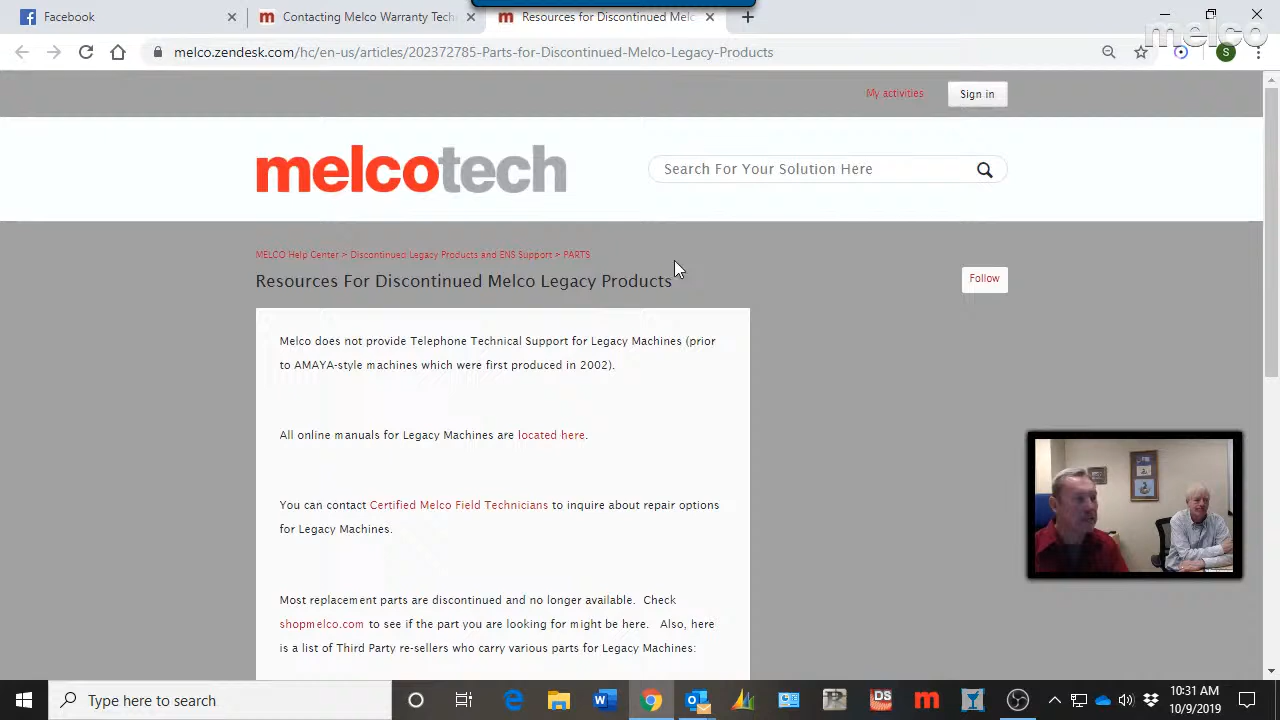 Facebook
Contacting Melco Warranty Tech
Resources for Discontinued Melc
melco
melco.zendesk.com/hc/en-us/articles/202372785-Parts-for-Discontinued-Melco-Legacy-Products
S
My activities
Sign in
melcotech
Search For Your Solution Here
MELCO Help Center > Discontinued Legacy Products and ENS Support > PARTS
Resources For Discontinued Melco Legacy Products
Follow
Melco does not provide Telephone Technical Support for Legacy Machines (prior
to AMAYA-style machines which were first produced in 2002).
All online manuals for Legacy Machines are located here.
You can contact Certified Melco Field Technicians to inquire about repair options
for Legacy Machines.
Most replacement parts are discontinued and no longer available. Check
shopmelco.com to see if the part you are looking for might be here. Also, here
is a list of Third Party re-sellers who carry various parts for Legacy Machines:
Type here to search
DS
10:31 AM
10/9/2019